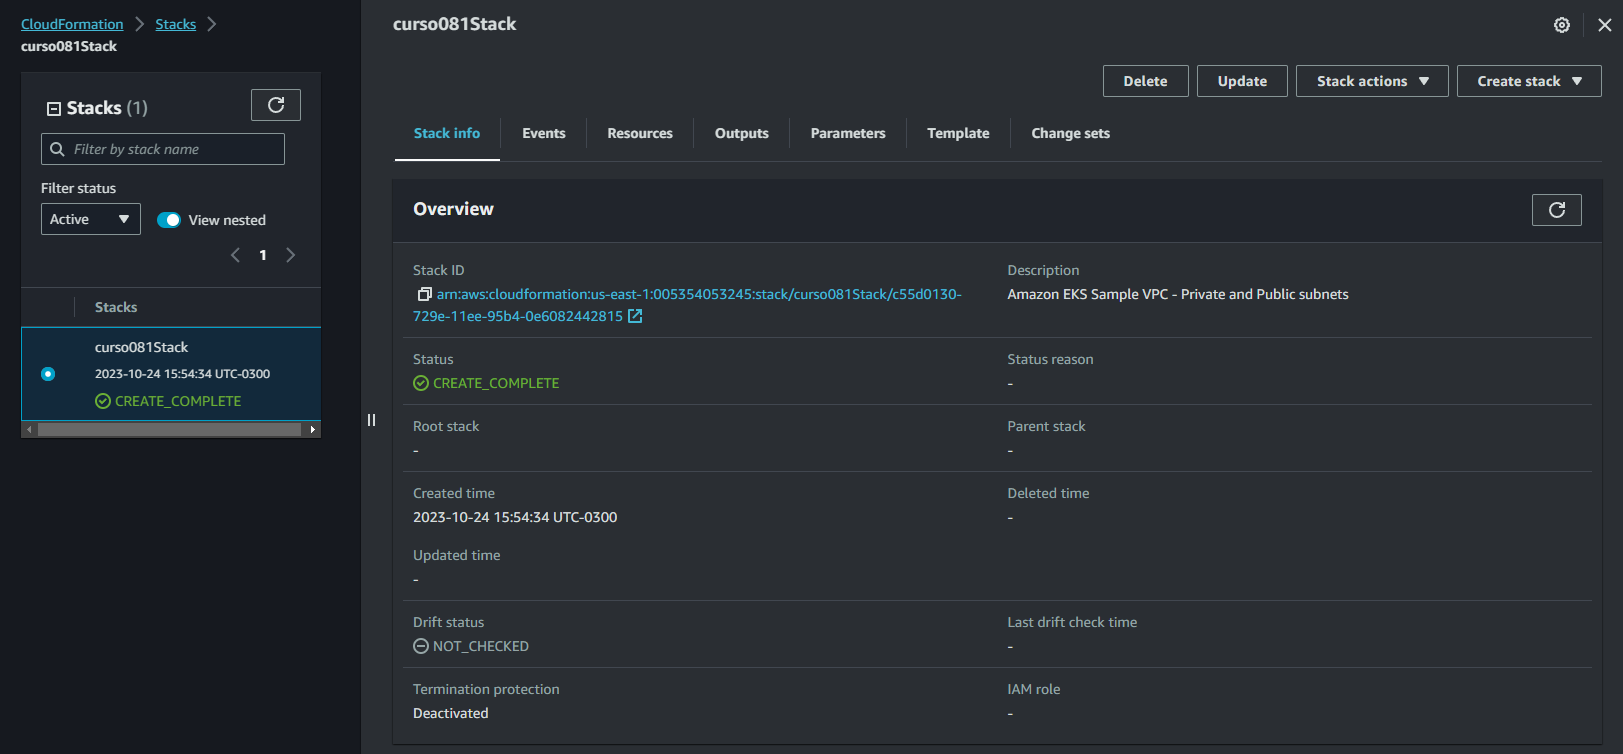 CloudFormation
Stacks
curso081Stack
Stacks (1)
Filter by stack name
Filter status
Active
View nested
1
Stacks
curso081Stack
2023-10-24 15:54:34 UTC-0300
CREATE_COMPLETE
curso081Stack
Delete
Update
Stack actions
Create stack
Stack info
Events
Resources
Outputs
Parameters
Template
Change sets
Overview
Stack ID
arn:aws:cloudformation:us-east-1:005354053245:stack/curso081Stack/c55d0130-
729e-11ee-95b4-0e6082442815
Description
Amazon EKS Sample VPC - Private and Public subnets
Status
CREATE_COMPLETE
Status reason
-
Root stack
-
Parent stack
-
Created time
2023-10-24 15:54:34 UTC-0300
Deleted time
-
Updated time
-
Drift status
NOT_CHECKED
Last drift check time
-
Termination protection
Deactivated
IAM role
-